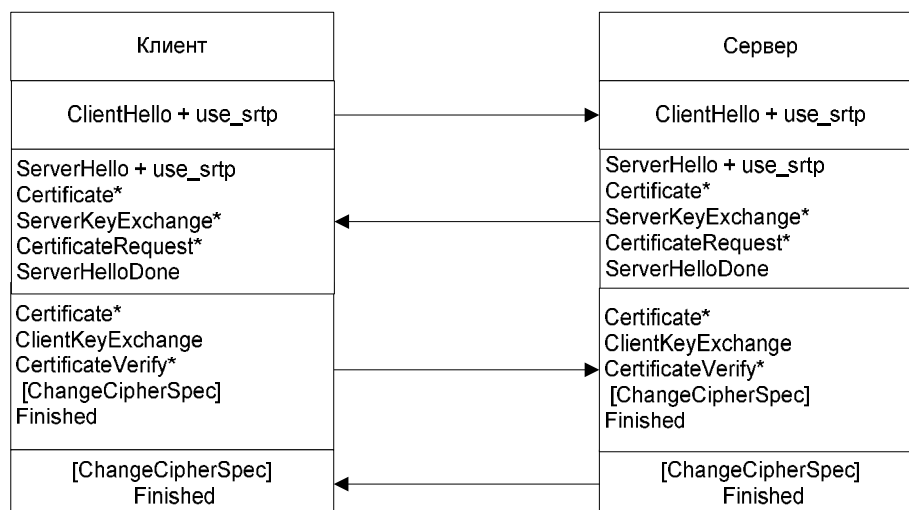 Клиент
Сервер
ClientHello + use_srtp
ClientHello + use_srtp
ServerHello + use_srtp
Certificate*
ServerKeyExchange*
CertificateRequest*
ServerHelloDone
ServerHello + use_srtp
Certificate*
ServerKeyExchange*
CertificateRequest*
ServerHelloDone
Certificate*
ClientKeyExchange
CertificateVerify*
[ChangeCipherSpec]
Finished
Certificate*
ClientKeyExchange
CertificateVerify*
[ChangeCipherSpec]
Finished
[ChangeCipherSpec]
Finished
[ChangeCipherSpec]
Finished